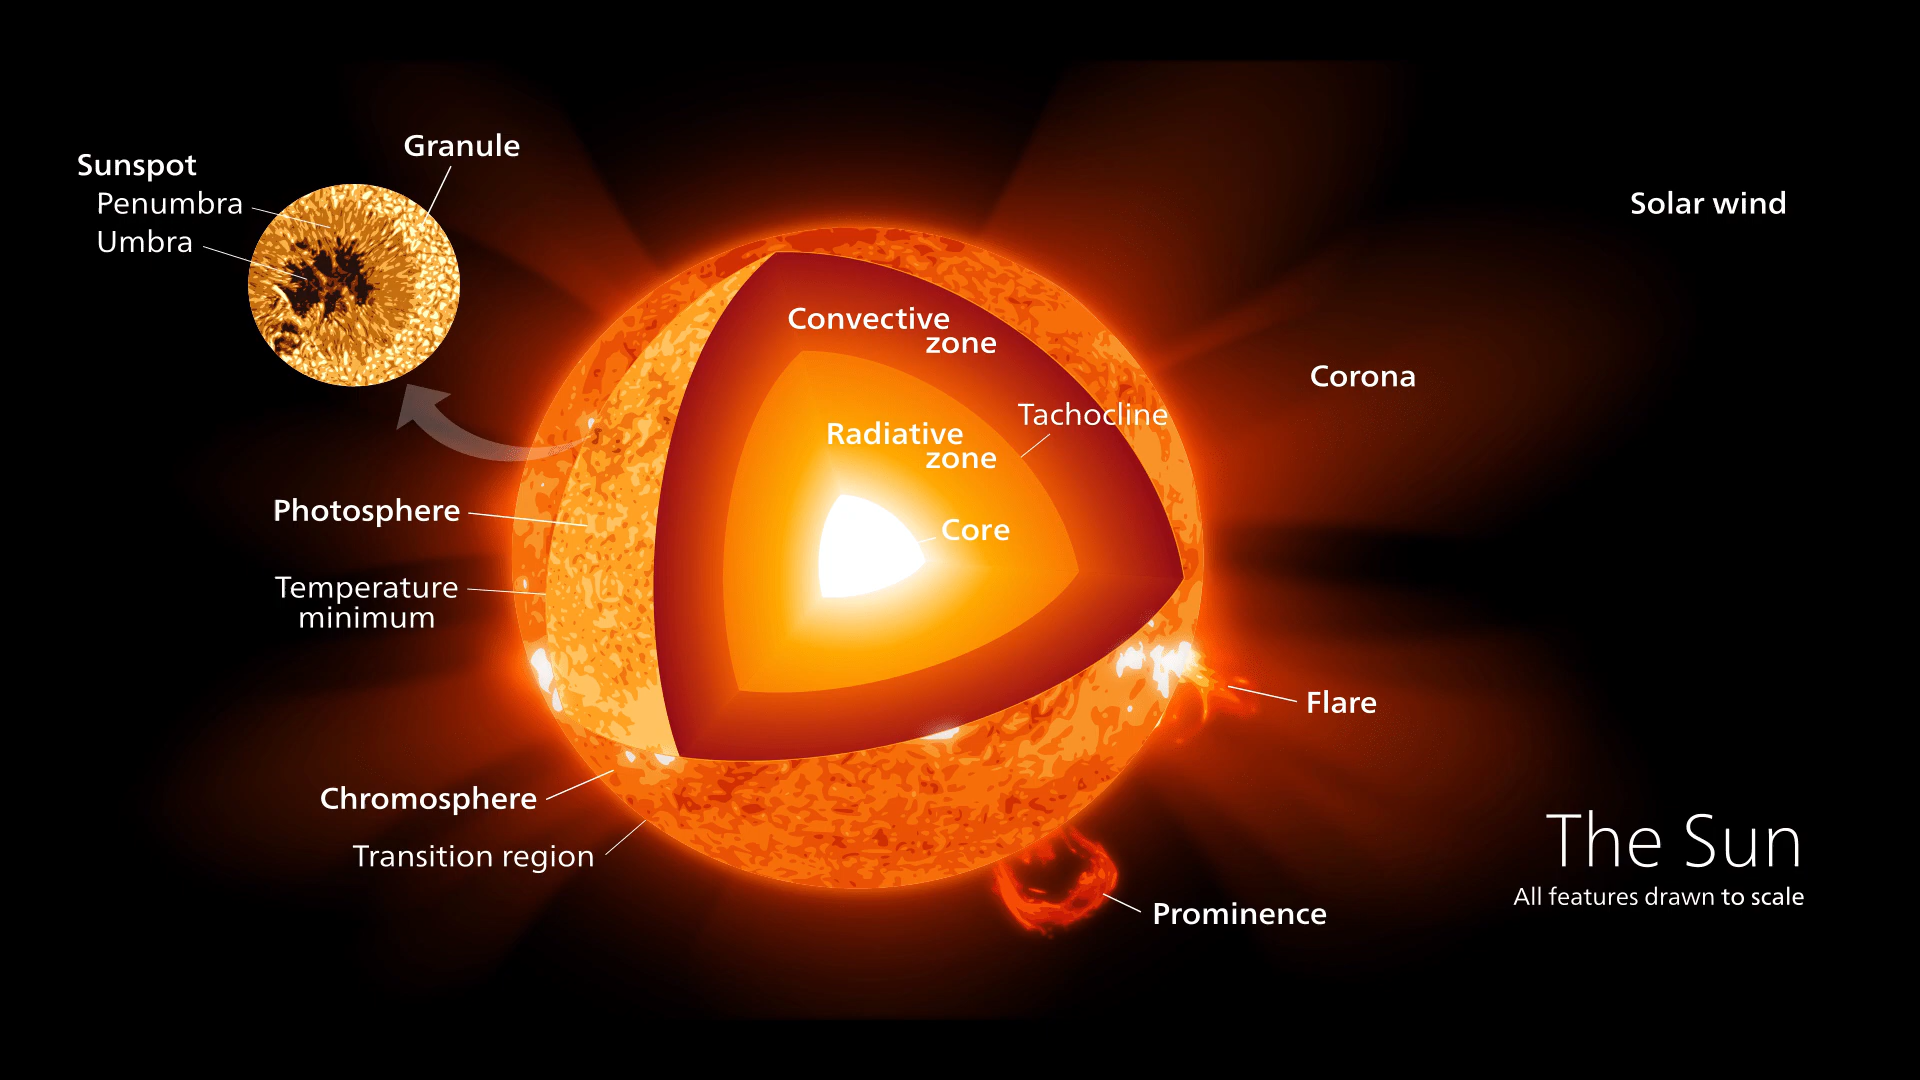 Granule
Sunspot
Penumbra
Umbra
Solar wind
Convective
zone
Corona
Tachocline
Radiative
zone
Photosphere
Core
Temperature
minimum
Flare
Chromosphere
Transition region
The Sun
All features drawn to scale
Prominence